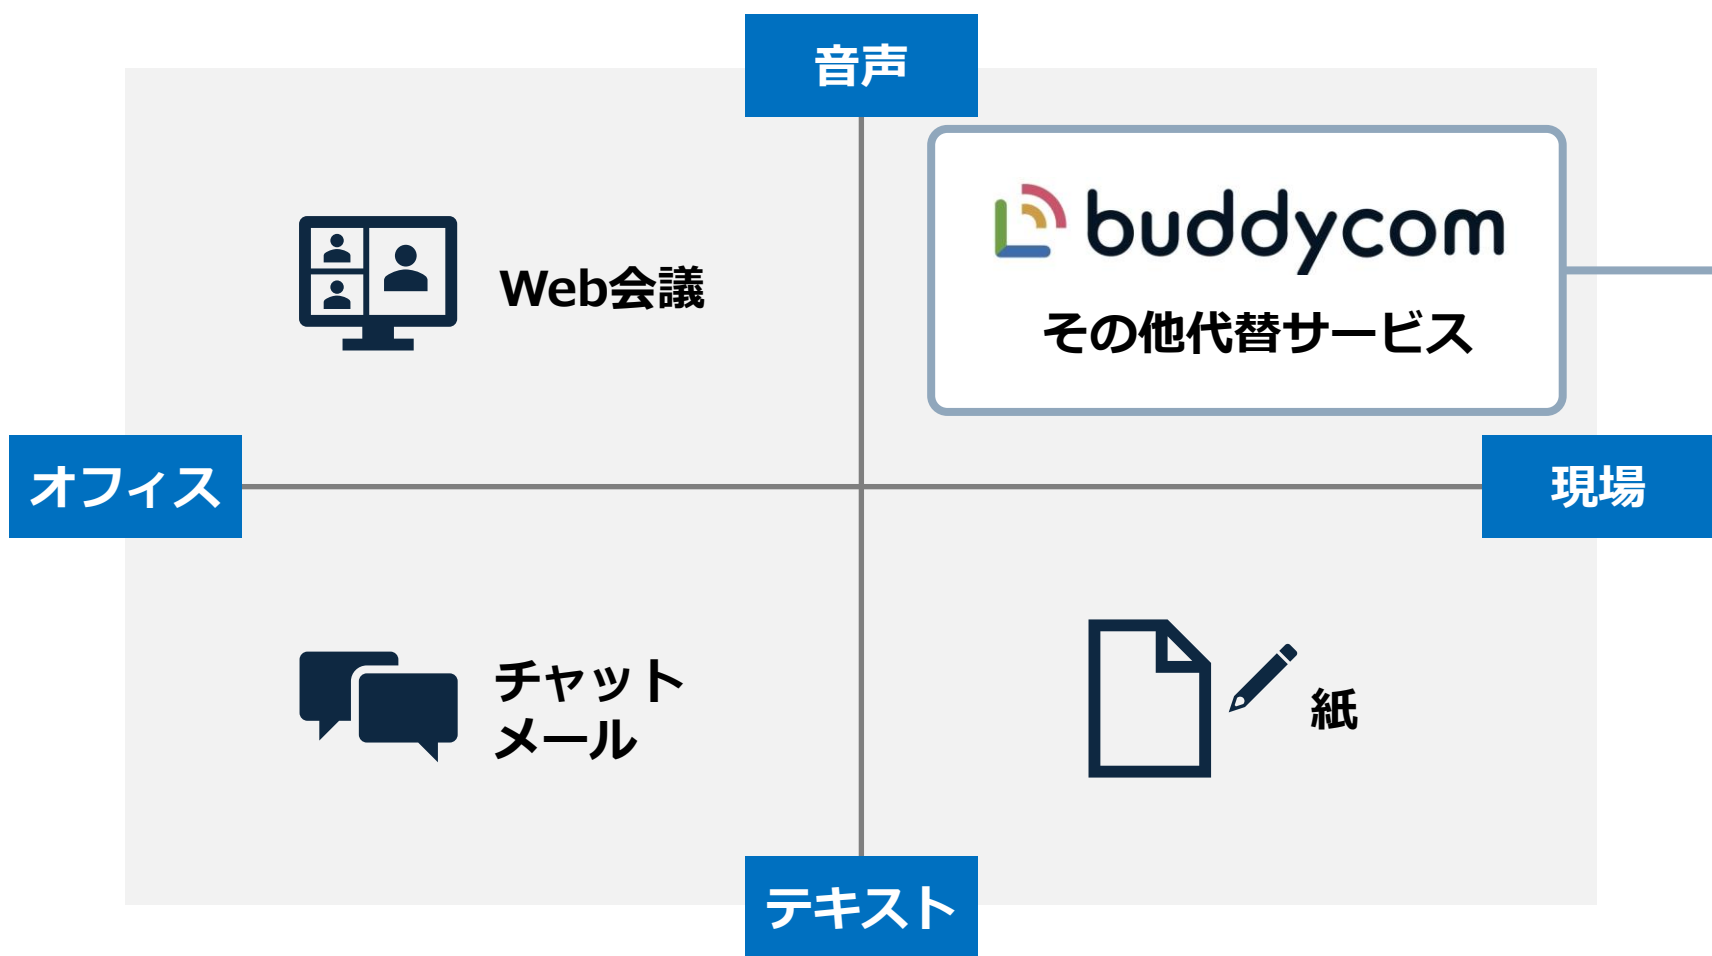 音声
buddycom
その他代替サービス
Web会議
オフィス
現場
チャット
メール
紙
テキスト